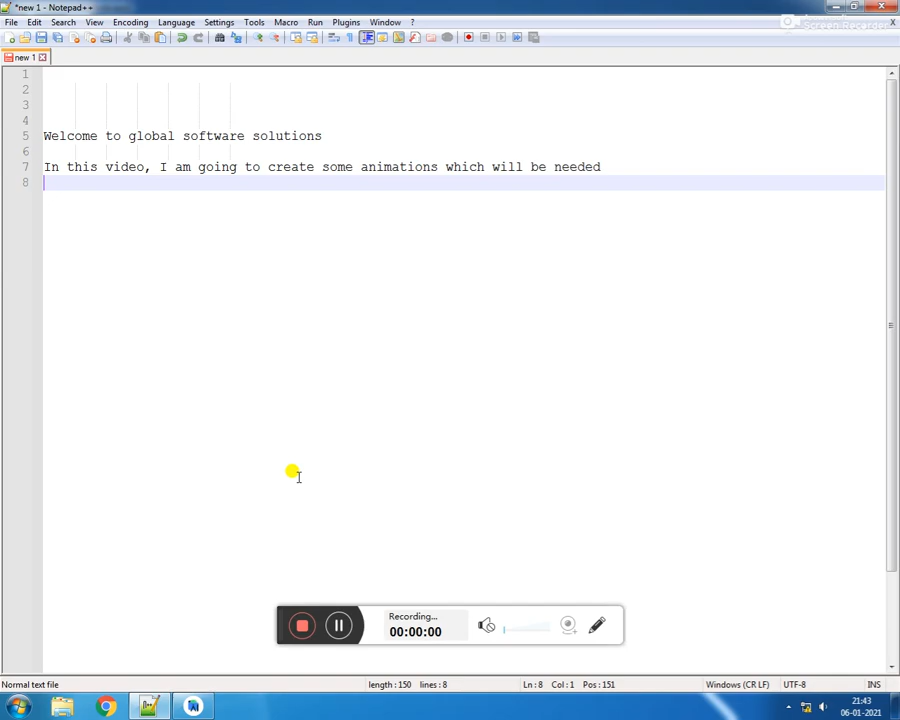 *new 1 - Notepad++
File Edit Search View Encoding Language Settings Tools Macro Run Plugins Window ?
X
Screen Recorder
new 1
1
2
3
4
5 Welcome to global software solutions
6
7 In this video, I am going to create some animations which will be needed
8
Recording...
00:00:00
Normal text file length:150 lines:8 Ln:8 Col:1 Pos:151 Windows (CR LF) UTF-8 INS
21:43
06-01-2021